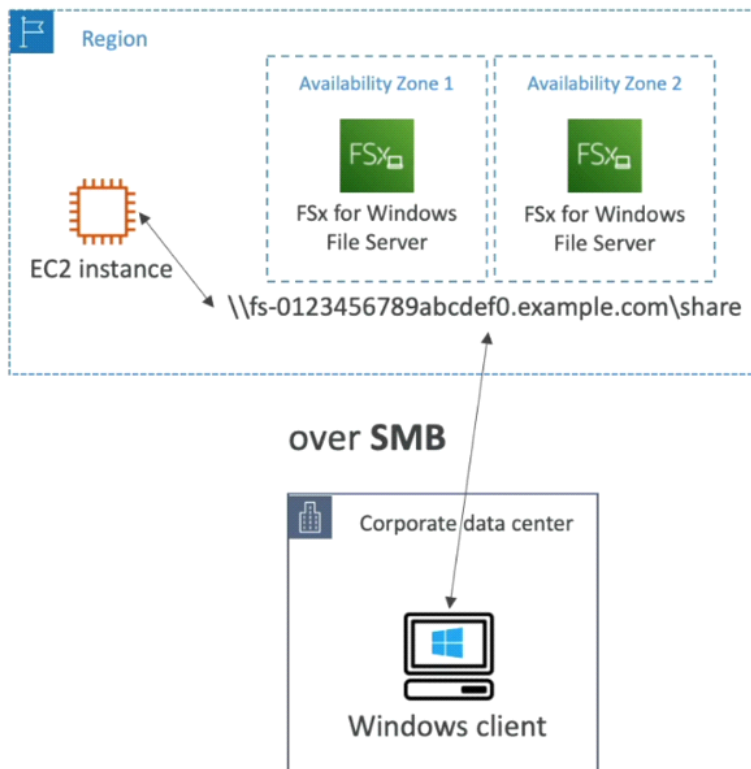 Region
Availability Zone 1
Availability Zone 2
FSx
FSx
FSx for Windows
File Server
FSx for Windows
File Server
EC2 instance
\\fs-0123456789abcdef0.example.com\share
over SMB
Corporate data center
Windows client